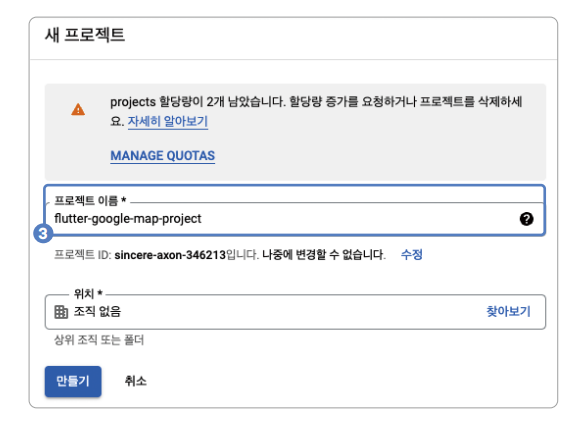 새 프로젝트
projects 할당량이 2개 남았습니다. 할당량 증가를 요청하거나 프로젝트를 삭제하세
요. 자세히 알아보기
MANAGE QUOTAS
프로젝트 이름 *
flutter-google-map-project
3
프로젝트 ID: sincere-axon-346213입니다. 나중에 변경할 수 없습니다. 수정
위치 *
조직 없음 찾아보기
상위 조직 또는 폴더
만들기 취소